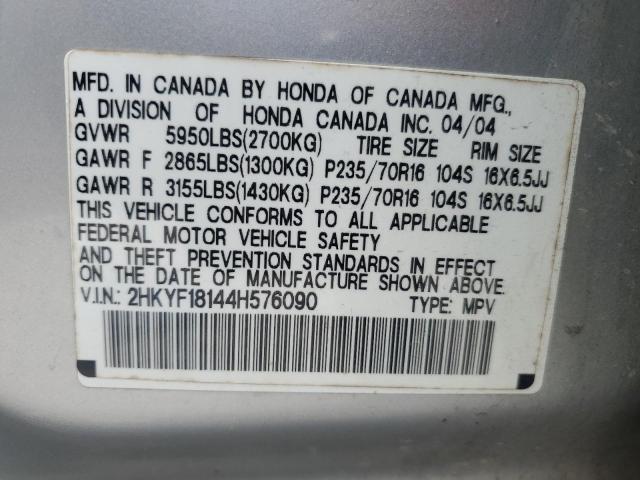 MFD. IN CANADA BY HONDA OF CANADA MFG.,
A DIVISION OF HONDA CANADA INC. 04/04
GVWR 5950LBS(2700KG) TIRE SIZE RIM SIZE
GAWR F 2865LBS(1300KG) P235/70R16 104S 16X6.5JJ
GAWR R 3155LBS(1430KG) P235/70R16 104S 16X6.5JJ
THIS VEHICLE CONFORMS TO ALL APPLICABLE
FEDERAL MOTOR VEHICLE SAFETY
AND THEFT PREVENTION STANDARDS IN EFFECT
ON THE DATE OF MANUFACTURE SHOWN ABOVE.
V.I.N.: 2HKYF18144H576090 TYPE: MPV